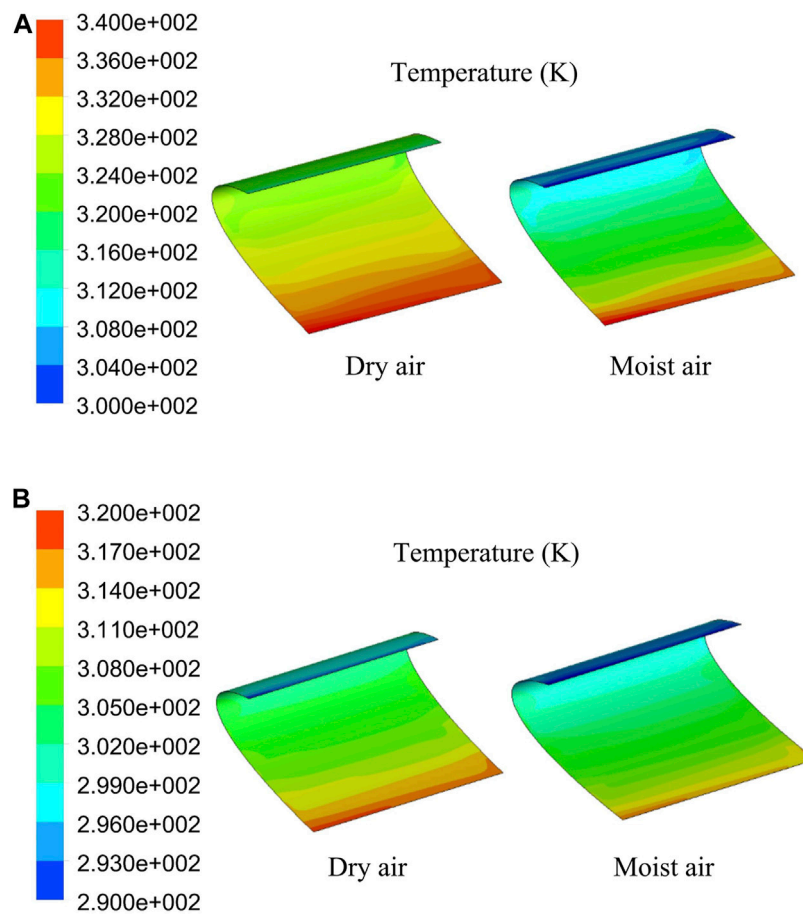 A
3.400e+002
3.360e+002
3.320e+002
3.280e+002
3.240e+002
3.200e+002
3.160e+002
3.120e+002
3.080e+002
3.040e+002
3.000e+002
Temperature (K)
Dry air
Moist air
B
3.200e+002
3.170e+002
3.140e+002
3.110e+002
3.080e+002
3.050e+002
3.020e+002
2.990e+002
2.960e+002
2.930e+002
2.900e+002
Temperature (K)
Dry air
Moist air